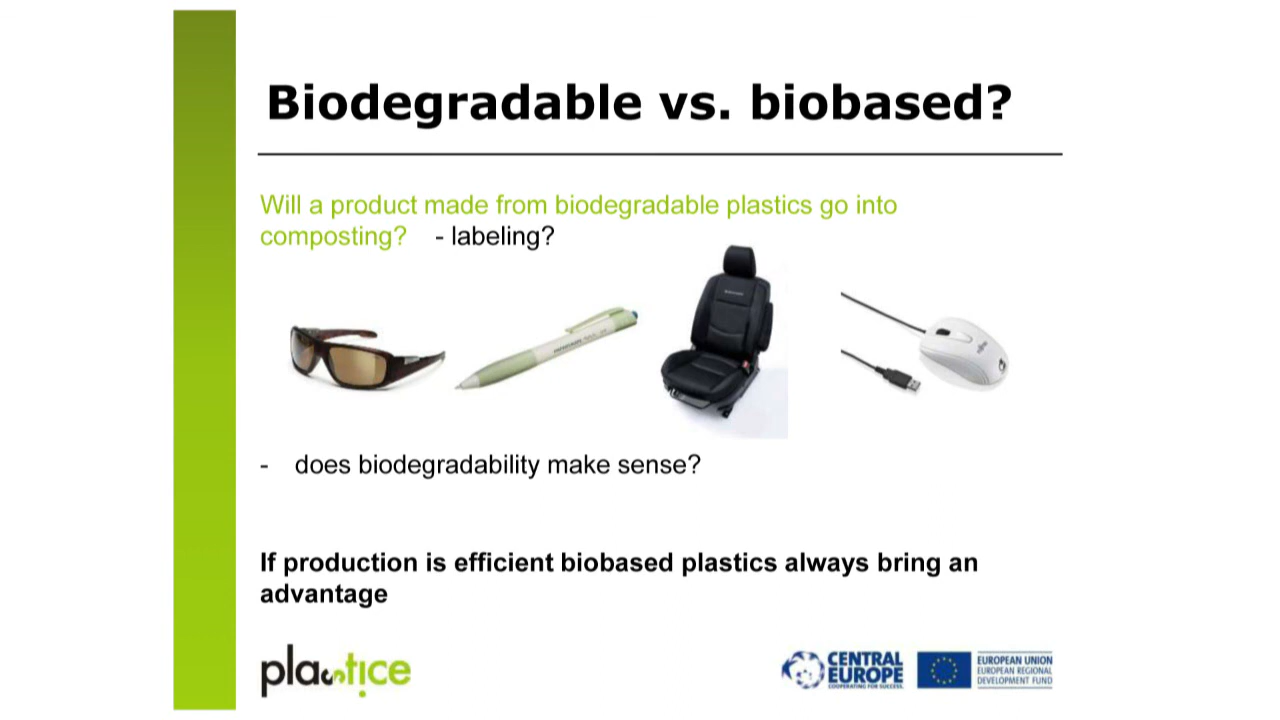 Biodegradable vs. biobased?
Will a product made from biodegradable plastics go into
composting? - labeling?
- does biodegradability make sense?
If production is efficient biobased plastics always bring an
advantage
plastice
CENTRAL
EUROPE
COOPERATING FOR SUCCESS.
EUROPEAN UNION
EUROPEAN REGIONAL
DEVELOPMENT FUND